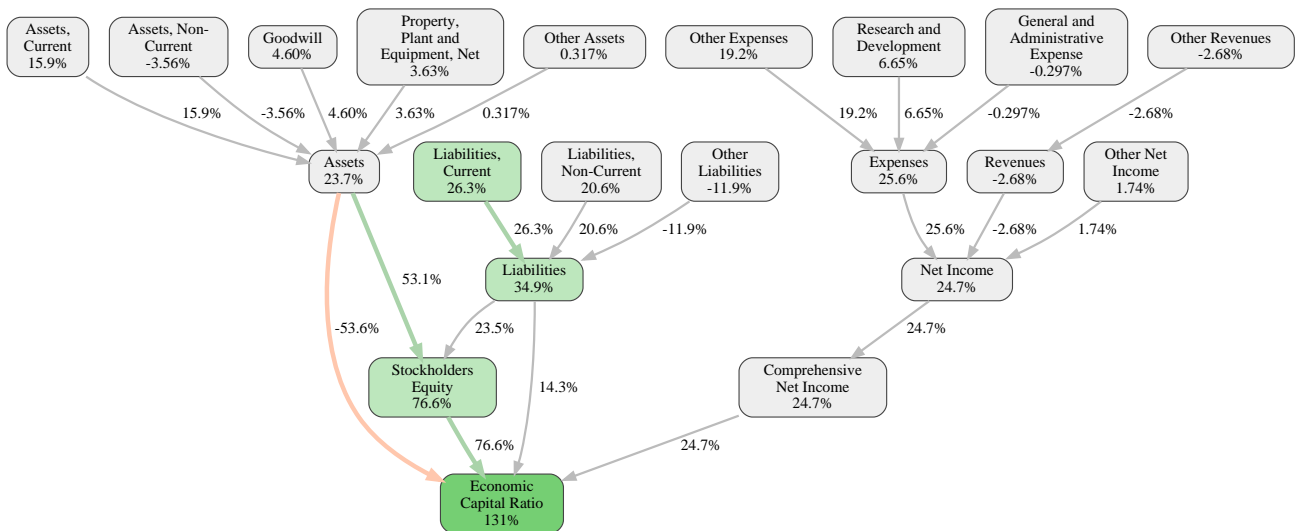 Assets,
Current
15.9%
Assets, Non-
Current
-3.56%
Goodwill
4.60%
Property,
Plant and
Equipment, Net
3.63%
Other Assets
0.317%
Other Expenses
19.2%
Research and
Development
6.65%
General and
Administrative
Expense
-0.297%
Other Revenues
-2.68%
15.9%
-3.56%
4.60%
3.63%
0.317%
19.2%
6.65%
-0.297%
-2.68%
Assets
23.7%
Liabilities,
Current
26.3%
Liabilities,
Non-Current
20.6%
Other
Liabilities
-11.9%
Expenses
25.6%
Revenues
-2.68%
Other Net
Income
1.74%
26.3%
20.6%
-11.9%
25.6%
-2.68%
1.74%
53.1%
Liabilities
34.9%
Net Income
24.7%
-53.6%
23.5%
24.7%
Stockholders
Equity
76.6%
14.3%
Comprehensive
Net Income
24.7%
76.6%
24.7%
Economic
Capital Ratio
131%